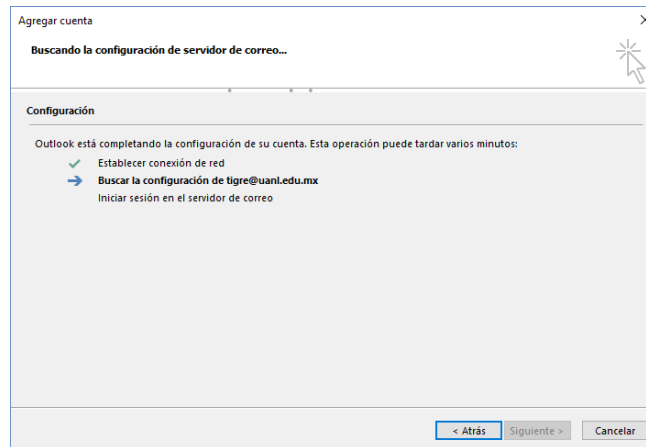 Agregar cuenta
Buscando la configuración de servidor de correo...
Configuración
Outlook está completando la configuración de su cuenta. Esta operación puede tardar varios minutos:
Establecer conexión de red
Buscar la configuración de tigre@uanl.edu.mx
Iniciar sesión en el servidor de correo
< Atrás Siguiente > Cancelar